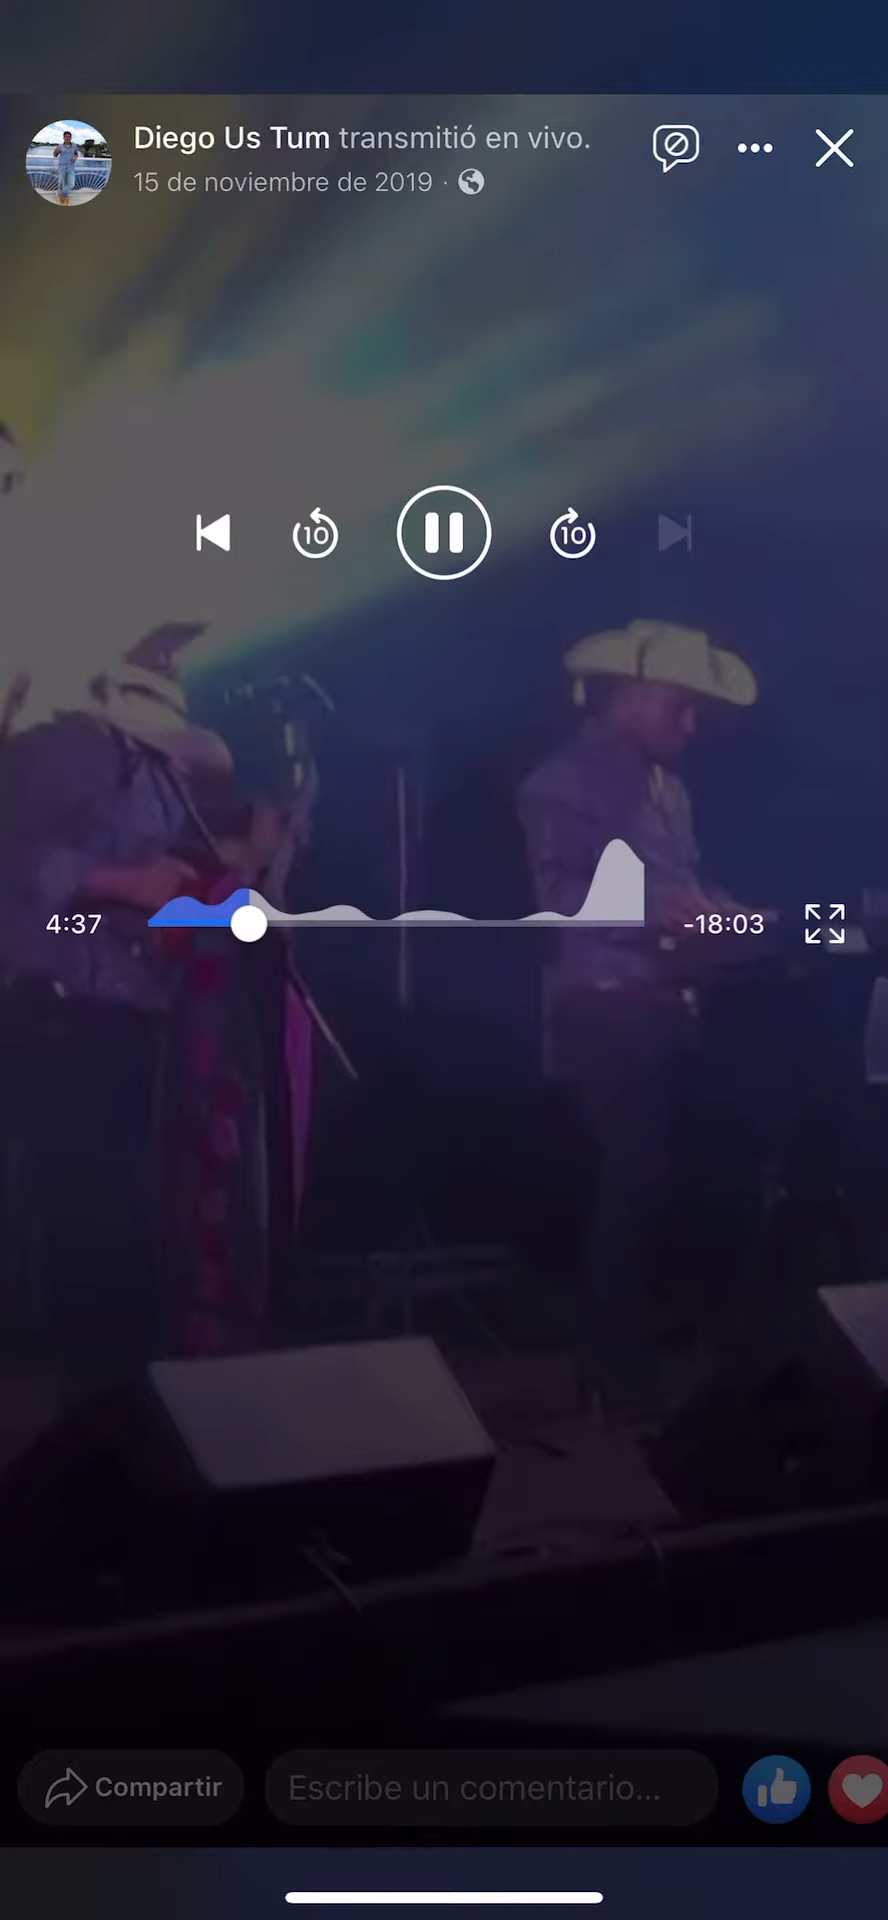 Diego Us Tum transmitió en vivo.
15 de noviembre de 2019 ·
10
10
4:37
-18:03
Compartir
Escribe un comentario...